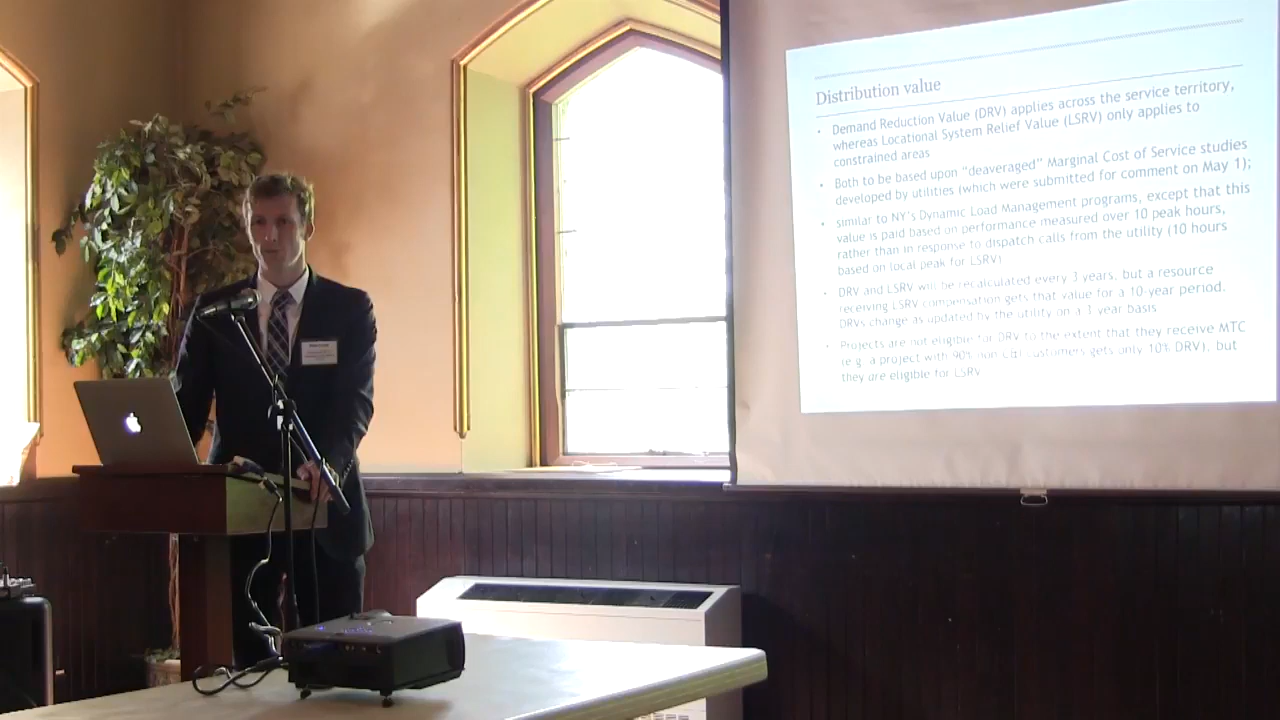 Distribution value
• Demand Reduction Value (DRV) applies across the service territory,
whereas Locational System Relief Value (LSRV) only applies to
constrained areas
• Both to be based upon “deaveraged” Marginal Cost of Service studies
developed by utilities (which were submitted for comment on May 1);
• similar to NY's Dynamic Load Management programs, except that this
value is paid based on performance measured over 10 peak hours,
rather than in response to dispatch calls from the utility (10 hours
based on local peak for LSRV)
• DRV and LSRV will be recalculated every 3 years, but a resource
receiving LSRV compensation gets that value for a 10-year period.
DRVs change as updated by the utility on a 3 year basis
• Projects are not eligible for DRV to the extent that they receive MTC
(e.g. a project with 90% non customers gets only 10% DRV), but
they are eligible for LSRV